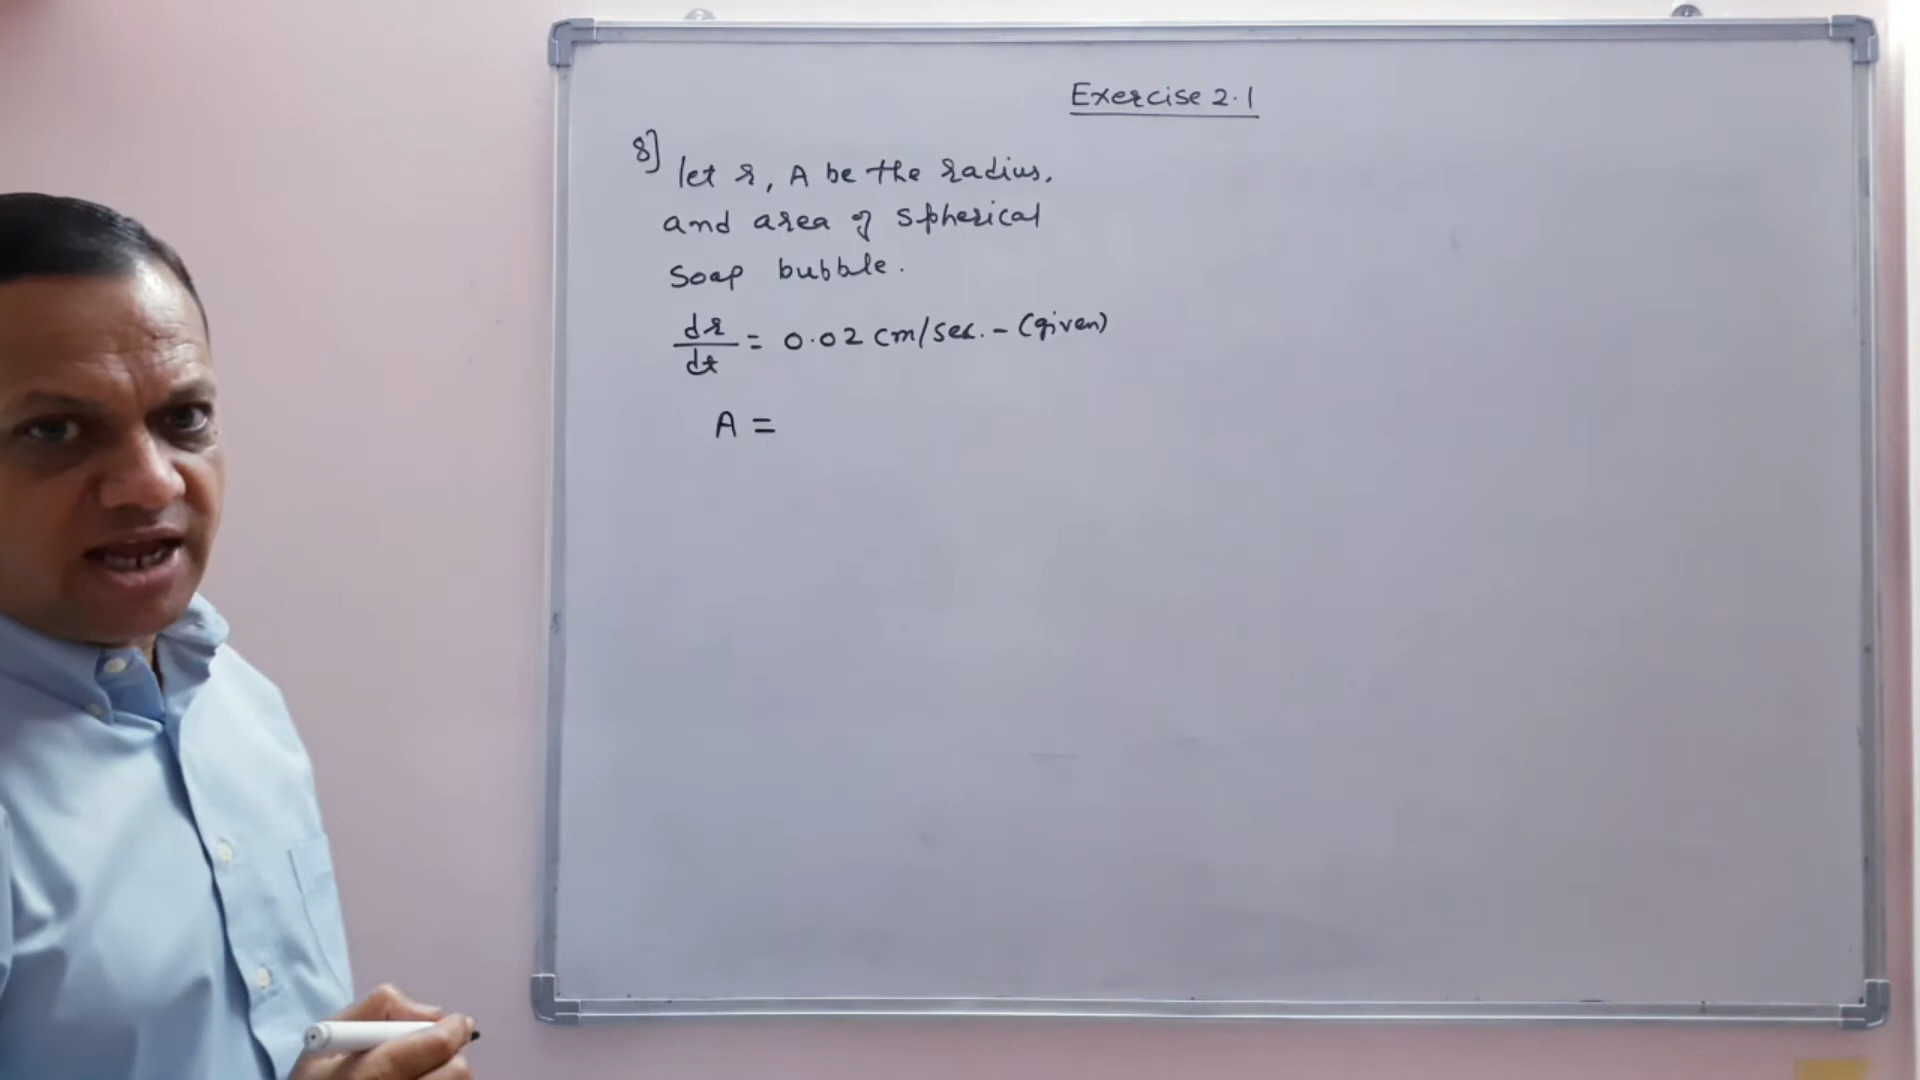 Exercise 2.1
8]
let r, A be the radius,
and area of spherical
soap bubble.
dr/dt = 0.02 cm/sec. - (given)
A =